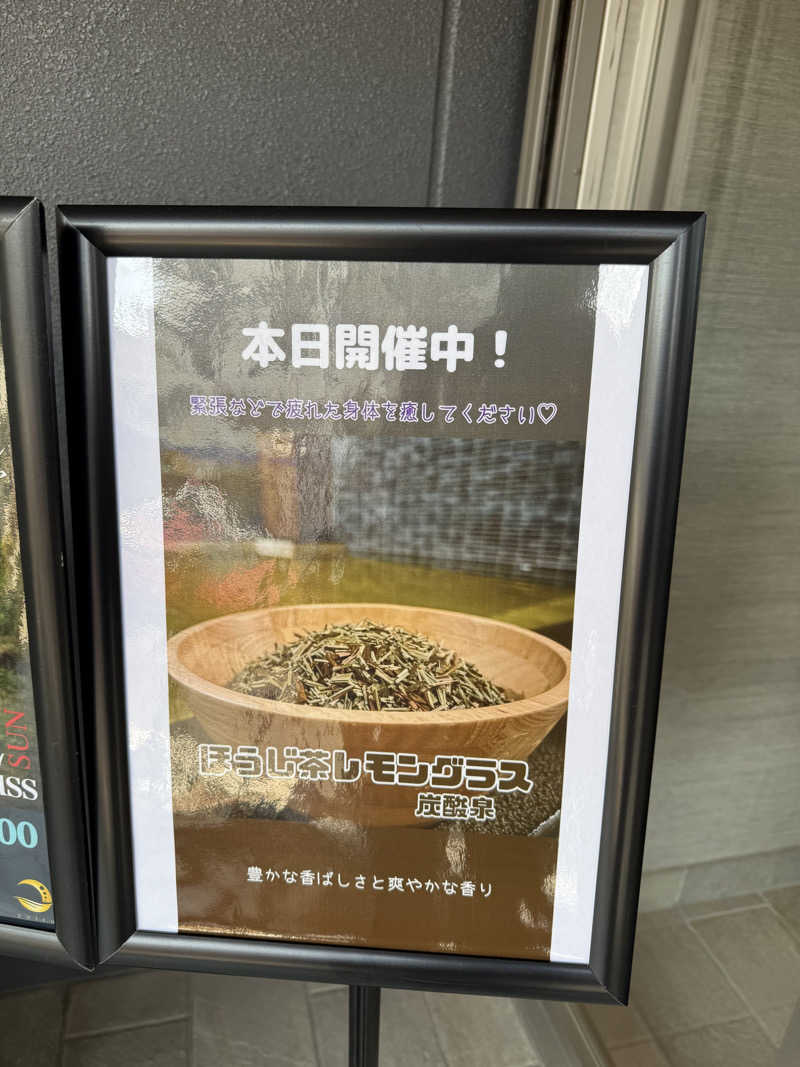 本日開催中！
緊張などで疲れた身体を癒してください♡
ほうじ茶レモングラス
炭酸泉
豊かな香ばしさと爽やかな香り
SUN
00